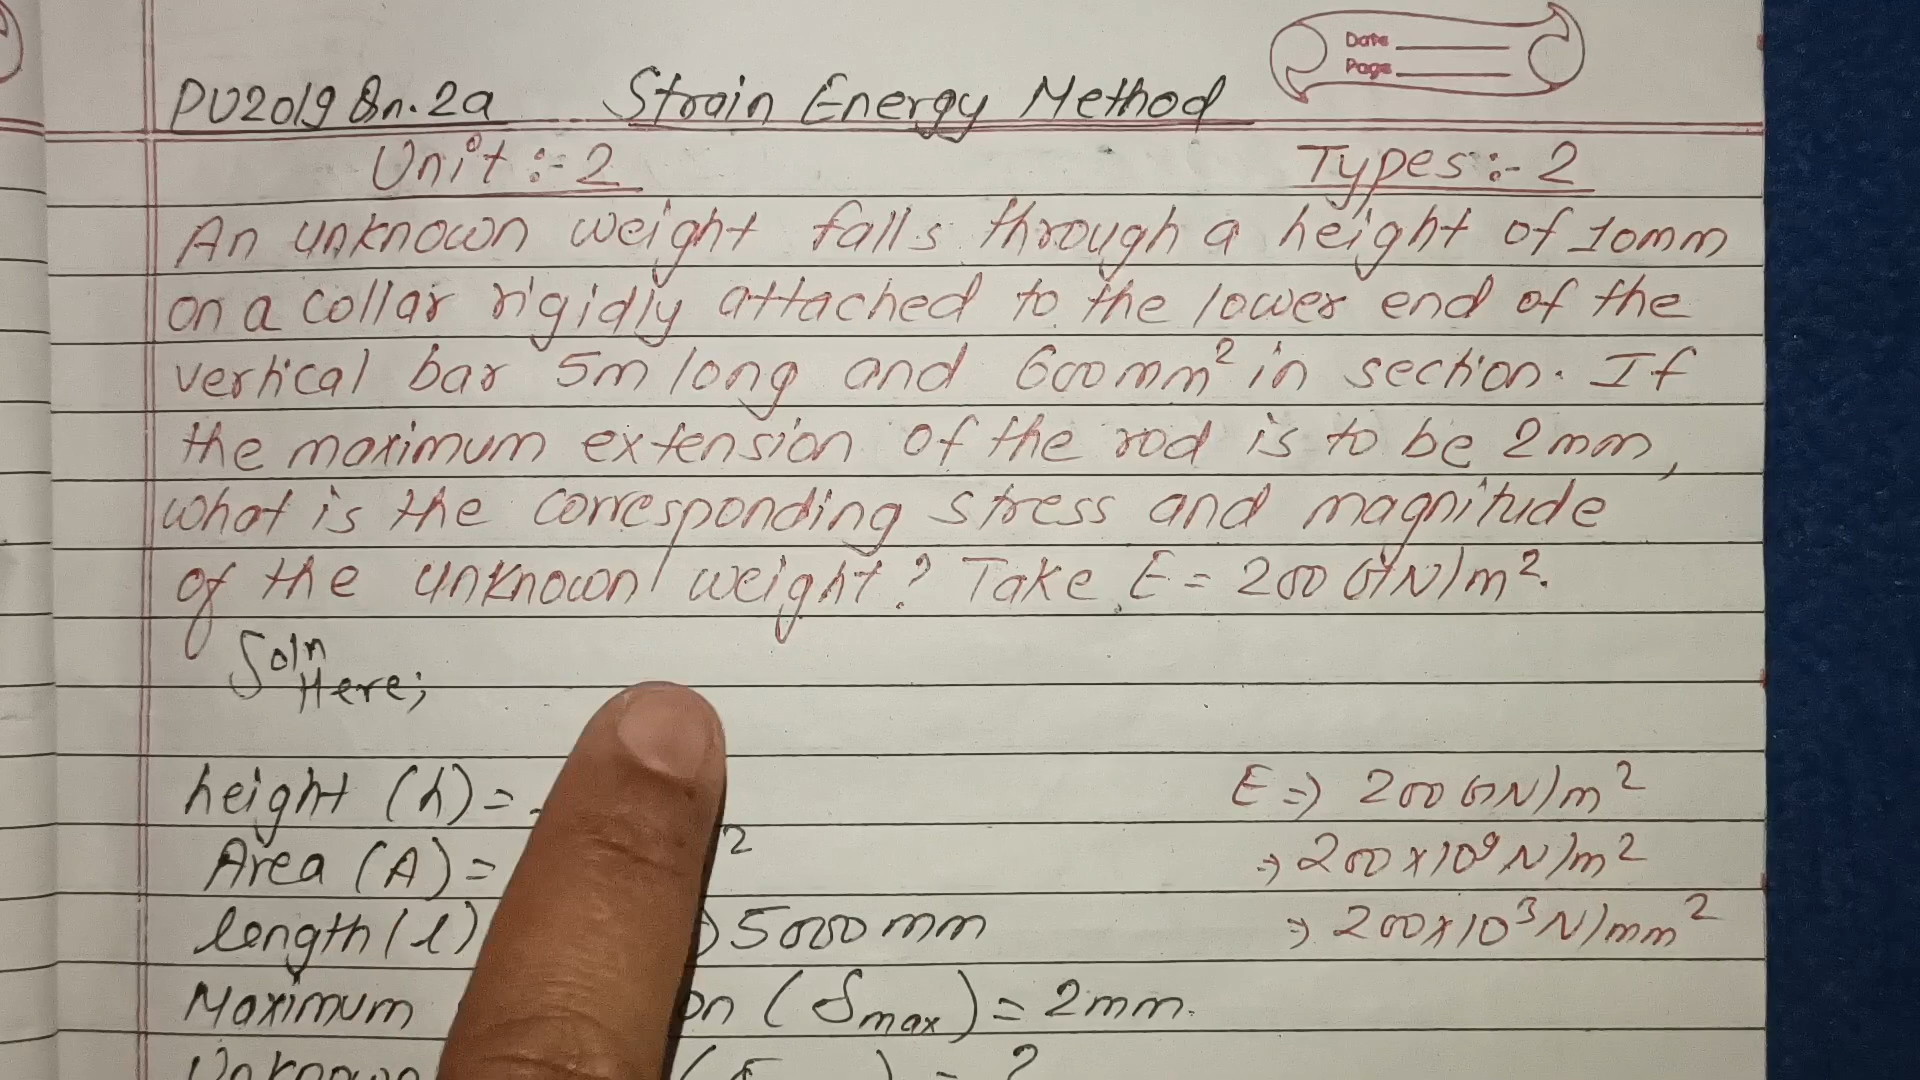 Date
Page
PU2019 Qn.2a Strain Energy Method
Unit :- 2 Types :- 2
An unknown weight falls through a height of 10mm
on a collar rigidly attached to the lower end of the
vertical bar 5m long and 600mm² in section. If
the maximum extension of the rod is to be 2mm,
what is the corresponding stress and magnitude
of the unknown weight? Take E = 200 GN/m².
Soln Here;
height (h) = E => 200 GN/m²
Area (A) = 2 => 200 x 10⁹ N/m²
length (l) 5000 mm => 200 x 10³ N/mm²
Maximum on (δmax) = 2mm.
Unknown = ?